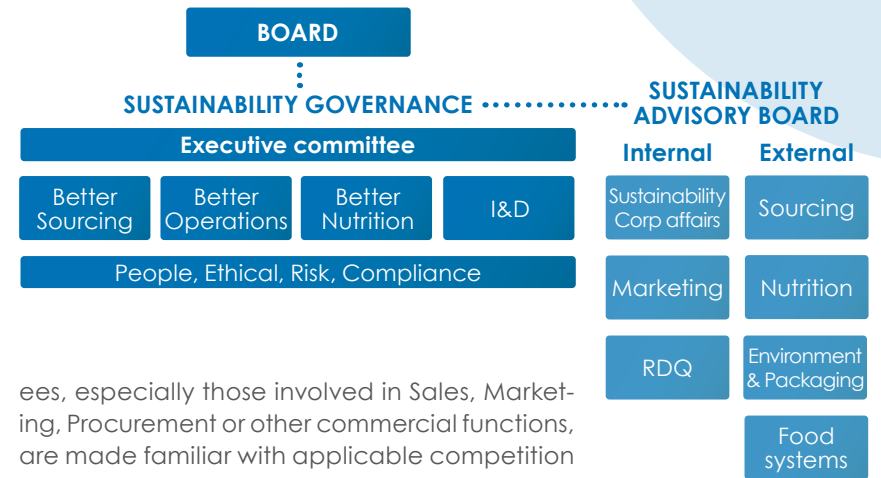 BOARD
SUSTAINABILITY GOVERNANCE
Executive committee
Better
Sourcing
Better
Operations
Better
Nutrition
I&D
People, Ethical, Risk, Compliance
SUSTAINABILITY
ADVISORY BOARD
Internal
Sustainability
Corp affairs
Marketing
RDQ
External
Sourcing
Nutrition
Environment
& Packaging
Food
systems
ees, especially those involved in Sales, Market-
ing, Procurement or other commercial functions,
are made familiar with applicable competition